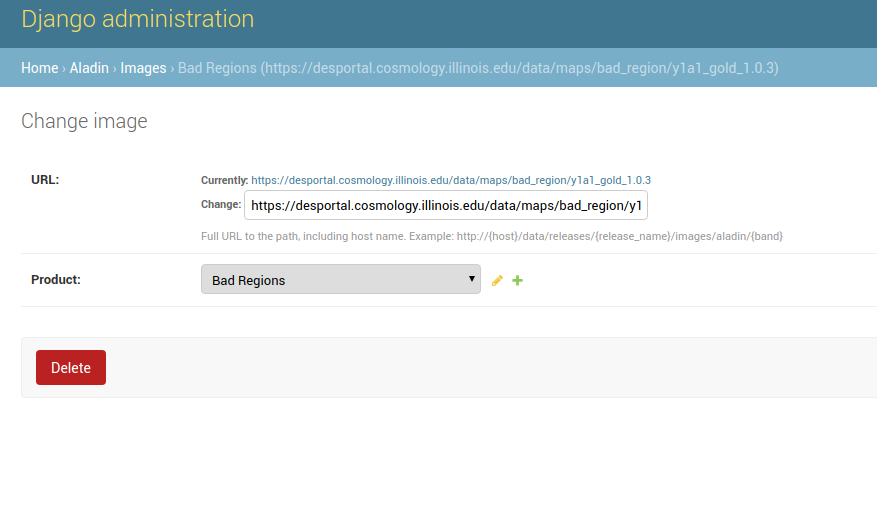 Django administration
Home › Aladin › Images › Bad Regions (https://desportal.cosmology.illinois.edu/data/maps/bad_region/y1a1_gold_1.0.3)
Change image
URL: Currently: https://desportal.cosmology.illinois.edu/data/maps/bad_region/y1a1_gold_1.0.3
Change: https://desportal.cosmology.illinois.edu/data/maps/bad_region/y1
Full URL to the path, including host name. Example: http://{host}/data/releases/{release_name}/images/aladin/{band}
Product: Bad Regions
Delete